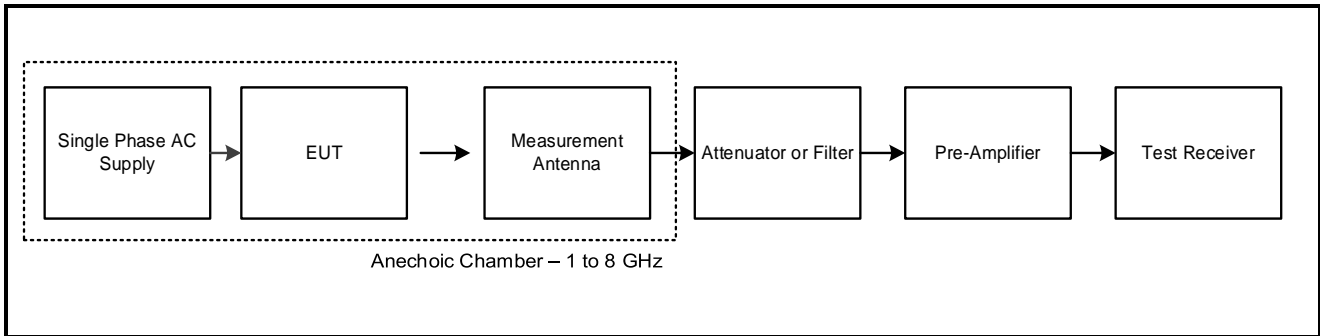 Single Phase AC
Supply
EUT
Measurement
Antenna
Attenuator or Filter
Pre-Amplifier
Test Receiver
Anechoic Chamber – 1 to 8 GHz